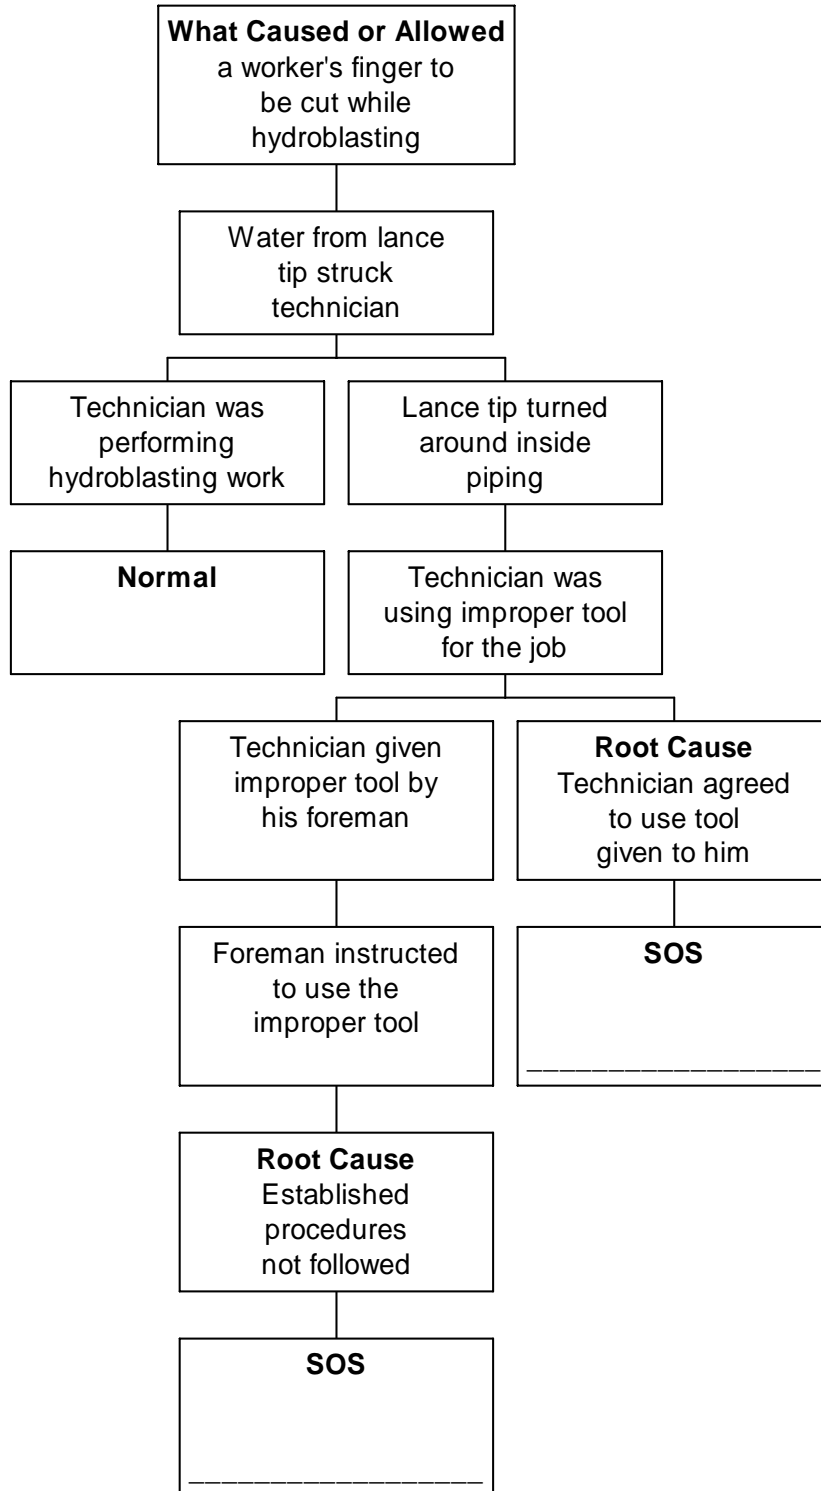 What Caused or Allowed
a worker's finger to
be cut while
hydroblasting
Water from lance
tip struck
technician
Technician was
performing
hydroblasting work
Lance tip turned
around inside
piping
Normal
Technician was
using improper tool
for the job
Technician given
improper tool by
his foreman
Root Cause
Technician agreed
to use tool
given to him
Foreman instructed
to use the
improper tool
SOS
__________________
Root Cause
Established
procedures
not followed
SOS
__________________